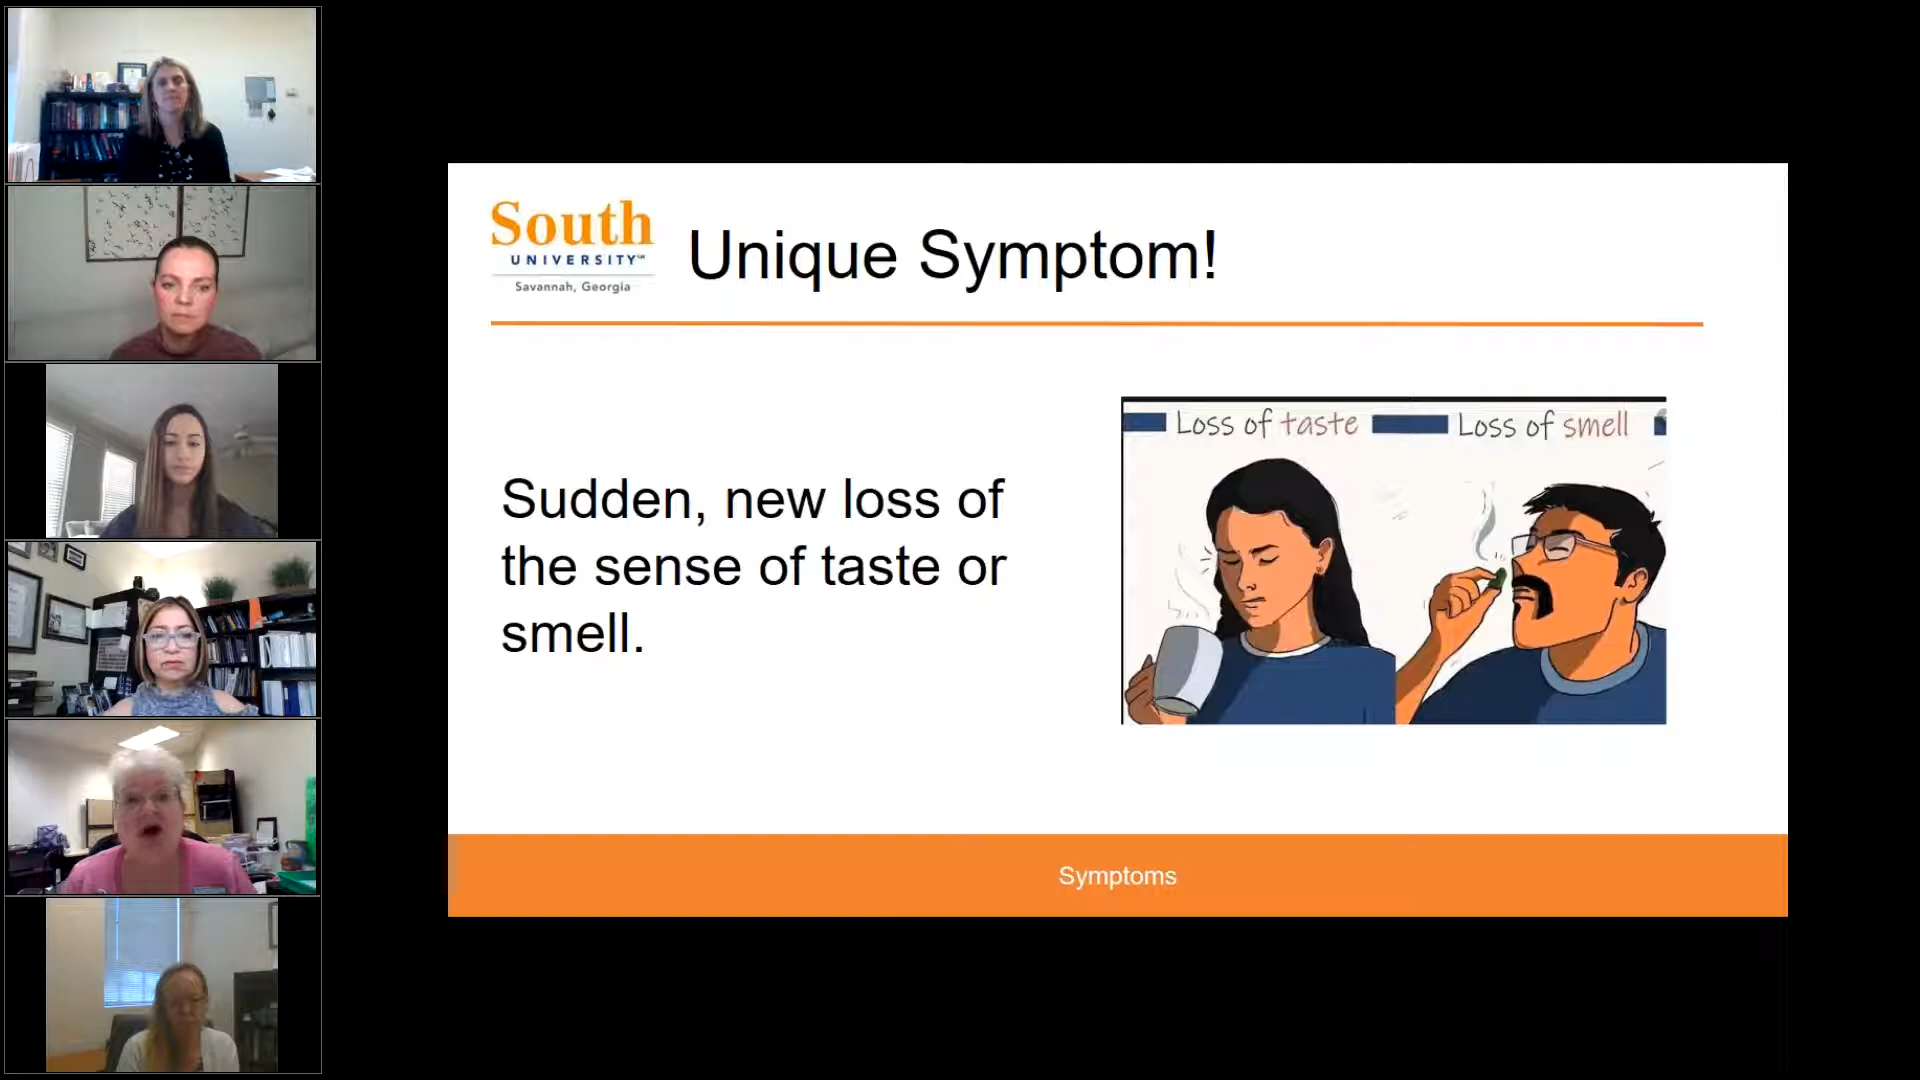 South
UNIVERSITY℠
Savannah, Georgia
Unique Symptom!
Sudden, new loss of
the sense of taste or
smell.
Loss of taste
Loss of smell
Symptoms